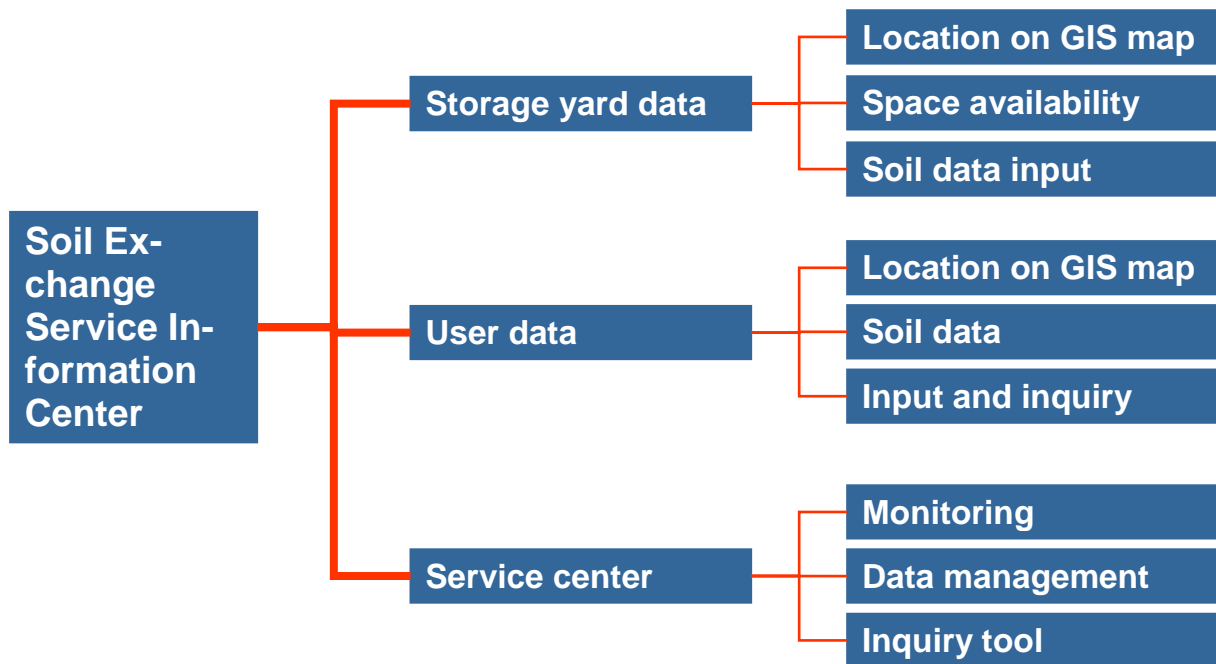 Soil Ex-
change
Service In-
formation
Center
Storage yard data
Location on GIS map
Space availability
Soil data input
User data
Location on GIS map
Soil data
Input and inquiry
Service center
Monitoring
Data management
Inquiry tool